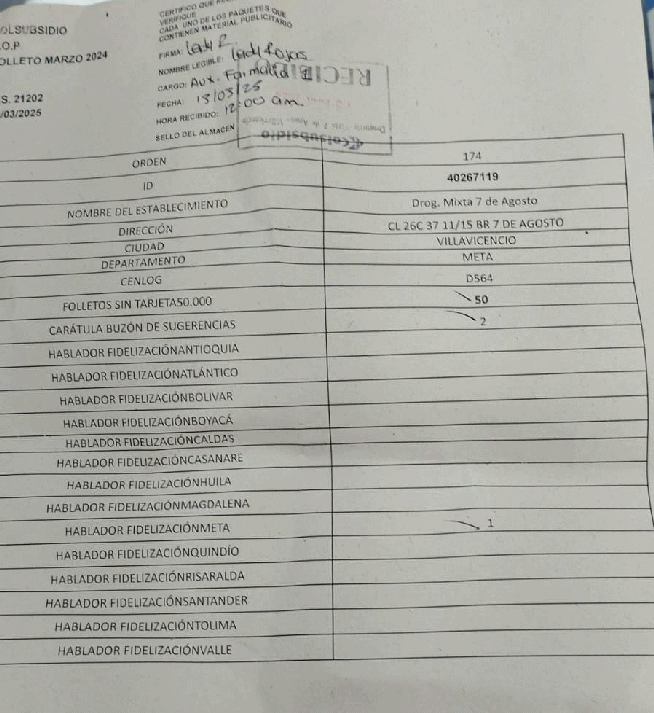 OLSUBSIDIO
.O.P
OLLETO MARZO 2024
S. 21202
/03/2025
CERTIFICO QUE
VERIFIQUE
CADA UNO DE LOS PAQUETES QUE
CONTIENEN MATERIAL PUBLICITARIO
FIRMA: Lady R
NOMBRE LEGIBLE: Lady Rojas
CARGO: Aux. Farmacia I
FECHA: 13/03/25
HORA RECIBIDO: 12:00 am.
SELLO DEL ALMACEN
RECIBIDO
Colsubsidio
ORDEN 174
ID 40267119
NOMBRE DEL ESTABLECIMIENTO Drog. Mixta 7 de Agosto
DIRECCIÓN CL 26C 37 11/15 BR 7 DE AGOSTO
CIUDAD VILLAVICENCIO
DEPARTAMENTO META
CENLOG D564
FOLLETOS SIN TARJETA50.000 50
CARÁTULA BUZÓN DE SUGERENCIAS 2
HABLADOR FIDELIZACIÓNANTIOQUIA
HABLADOR FIDELIZACIÓNATLÁNTICO
HABLADOR FIDELIZACIÓNBOLIVAR
HABLADOR FIDELIZACIÓNBOYACÁ
HABLADOR FIDELIZACIÓNCALDAS
HABLADOR FIDELIZACIÓNCASANARE
HABLADOR FIDELIZACIÓNHUILA
HABLADOR FIDELIZACIÓNMAGDALENA
HABLADOR FIDELIZACIÓNMETA 1
HABLADOR FIDELIZACIÓNQUINDÍO
HABLADOR FIDELIZACIÓNRISARALDA
HABLADOR FIDELIZACIÓNSANTANDER
HABLADOR FIDELIZACIÓNTOLIMA
HABLADOR FIDELIZACIÓNVALLE